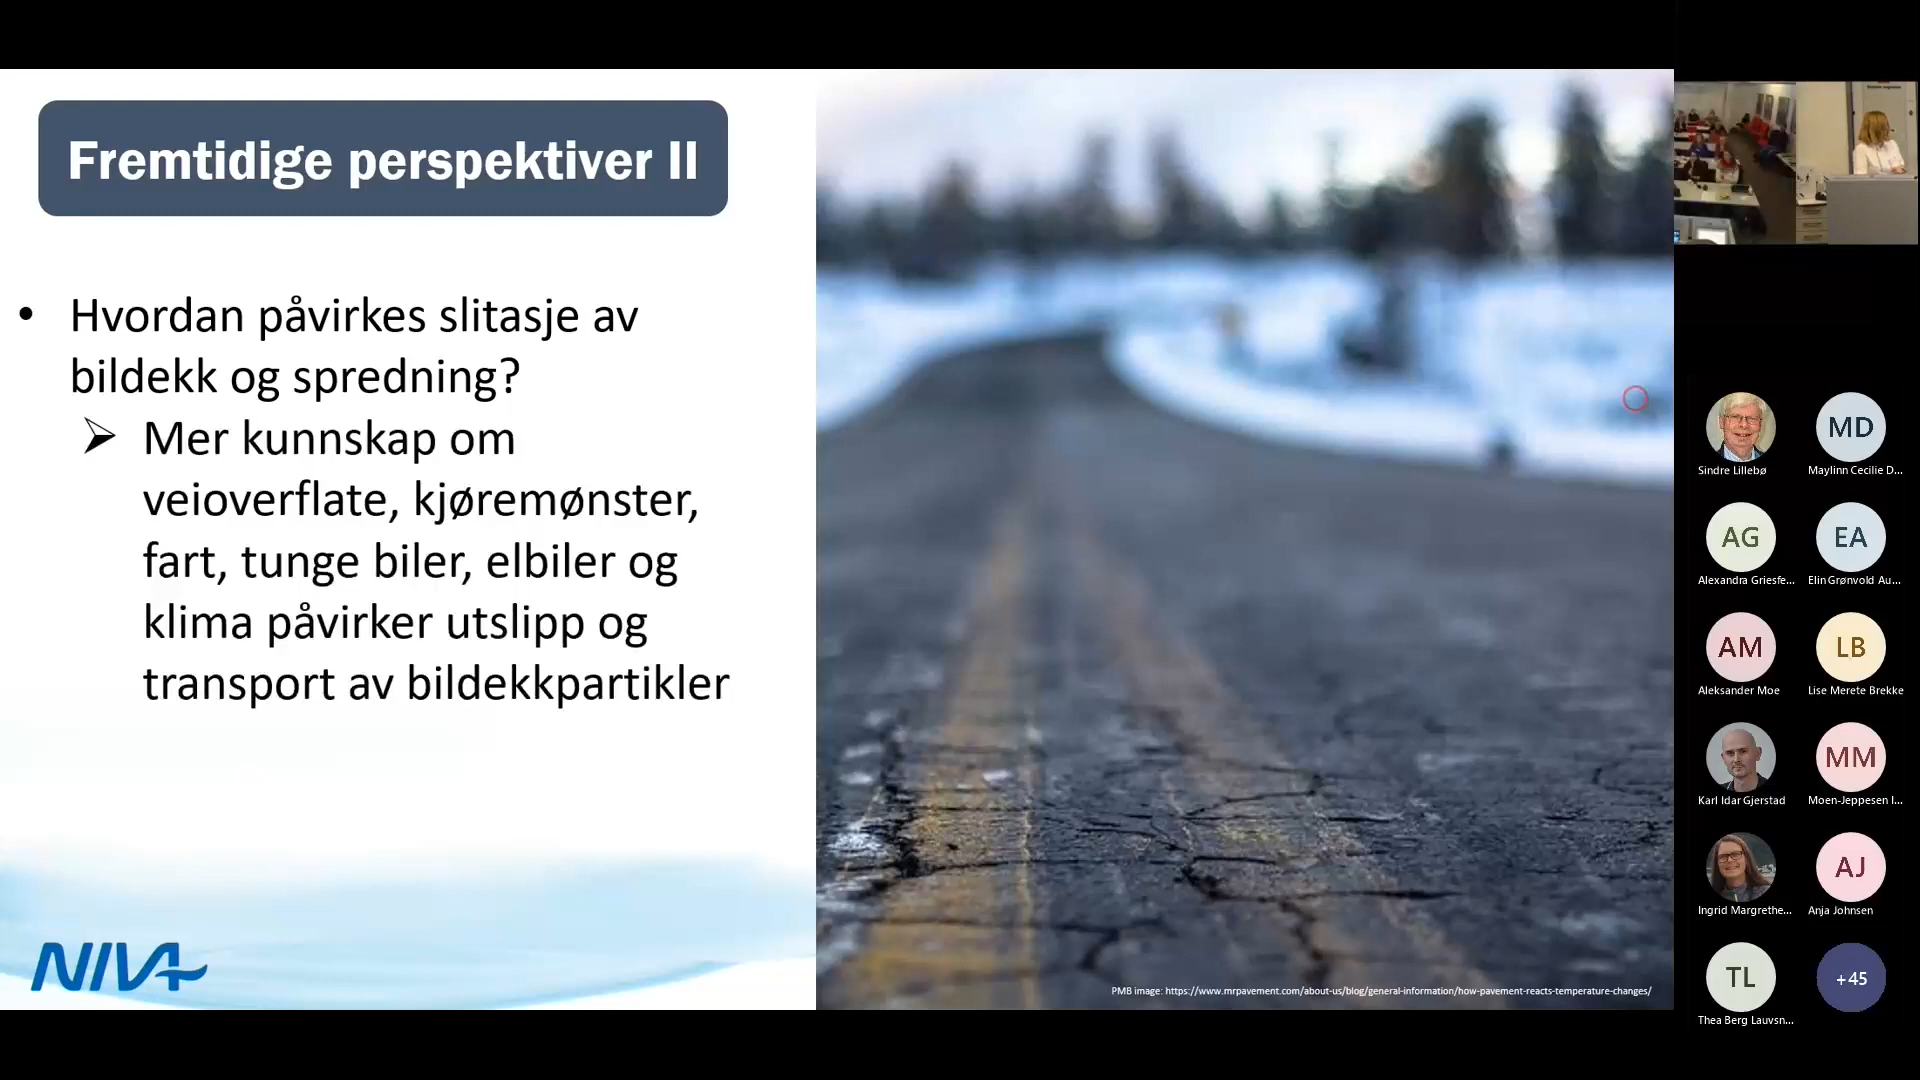 Fremtidige perspektiver II
• Hvordan påvirkes slitasje av
bildekk og spredning?
➢ Mer kunnskap om
veioverflate, kjøremønster,
fart, tunge biler, elbiler og
klima påvirker utslipp og
transport av bildekkpartikler
NIVA
PMB image: https://www.mrpavement.com/about-us/blog/general-information/how-pavement-reacts-temperature-changes/
Sindre Lillebø
MD
Maylinn Cecilie D...
AG
Alexandra Griesfe...
EA
Elin Grønvold Au...
AM
Aleksander Moe
LB
Lise Merete Brekke
Karl Idar Gjerstad
MM
Moen-Jeppesen I...
Ingrid Margrethe...
AJ
Anja Johnsen
TL
Thea Berg Lauvsn...
+45